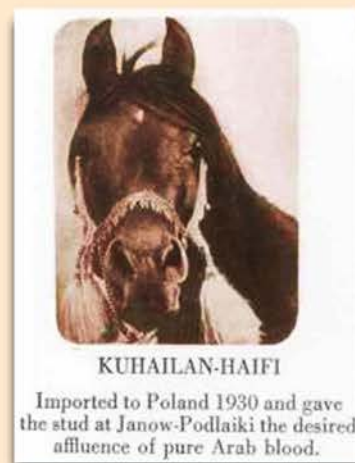 KUHAILAN-HAIFI
Imported to Poland 1930 and gave
the stud at Janow-Podlaiki the desired
affluence of pure Arab blood.